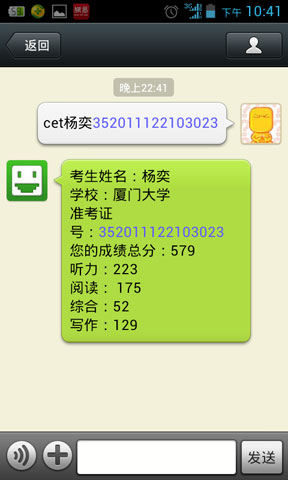 下午 10:41
返回
晚上22:41
cet杨奕352011122103023
考生姓名：杨奕
学校：厦门大学
准考证
号：352011122103023
您的成绩总分：579
听力：223
阅读： 175
综合：52
写作：129
发送